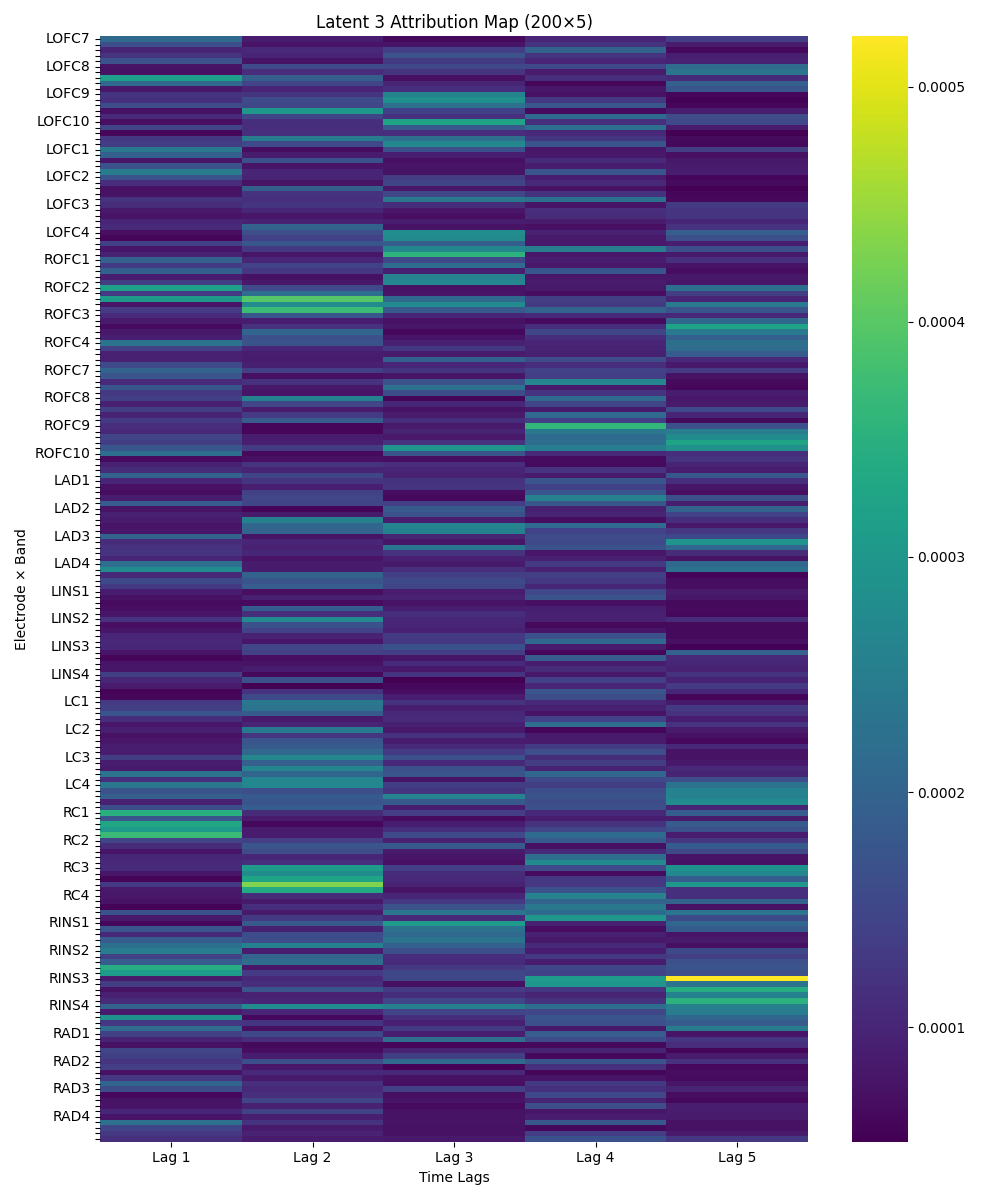 Latent 3 Attribution Map (200×5)
LOFC7
LOFC8
LOFC9
LOFC10
LOFC1
LOFC2
LOFC3
LOFC4
ROFC1
ROFC2
ROFC3
ROFC4
ROFC7
ROFC8
ROFC9
ROFC10
LAD1
LAD2
LAD3
LAD4
LINS1
LINS2
LINS3
LINS4
LC1
LC2
LC3
LC4
RC1
RC2
RC3
RC4
RINS1
RINS2
RINS3
RINS4
RAD1
RAD2
RAD3
RAD4
Electrode × Band
Lag 1
Lag 2
Lag 3
Lag 4
Lag 5
Time Lags
0.0005
0.0004
0.0003
0.0002
0.0001